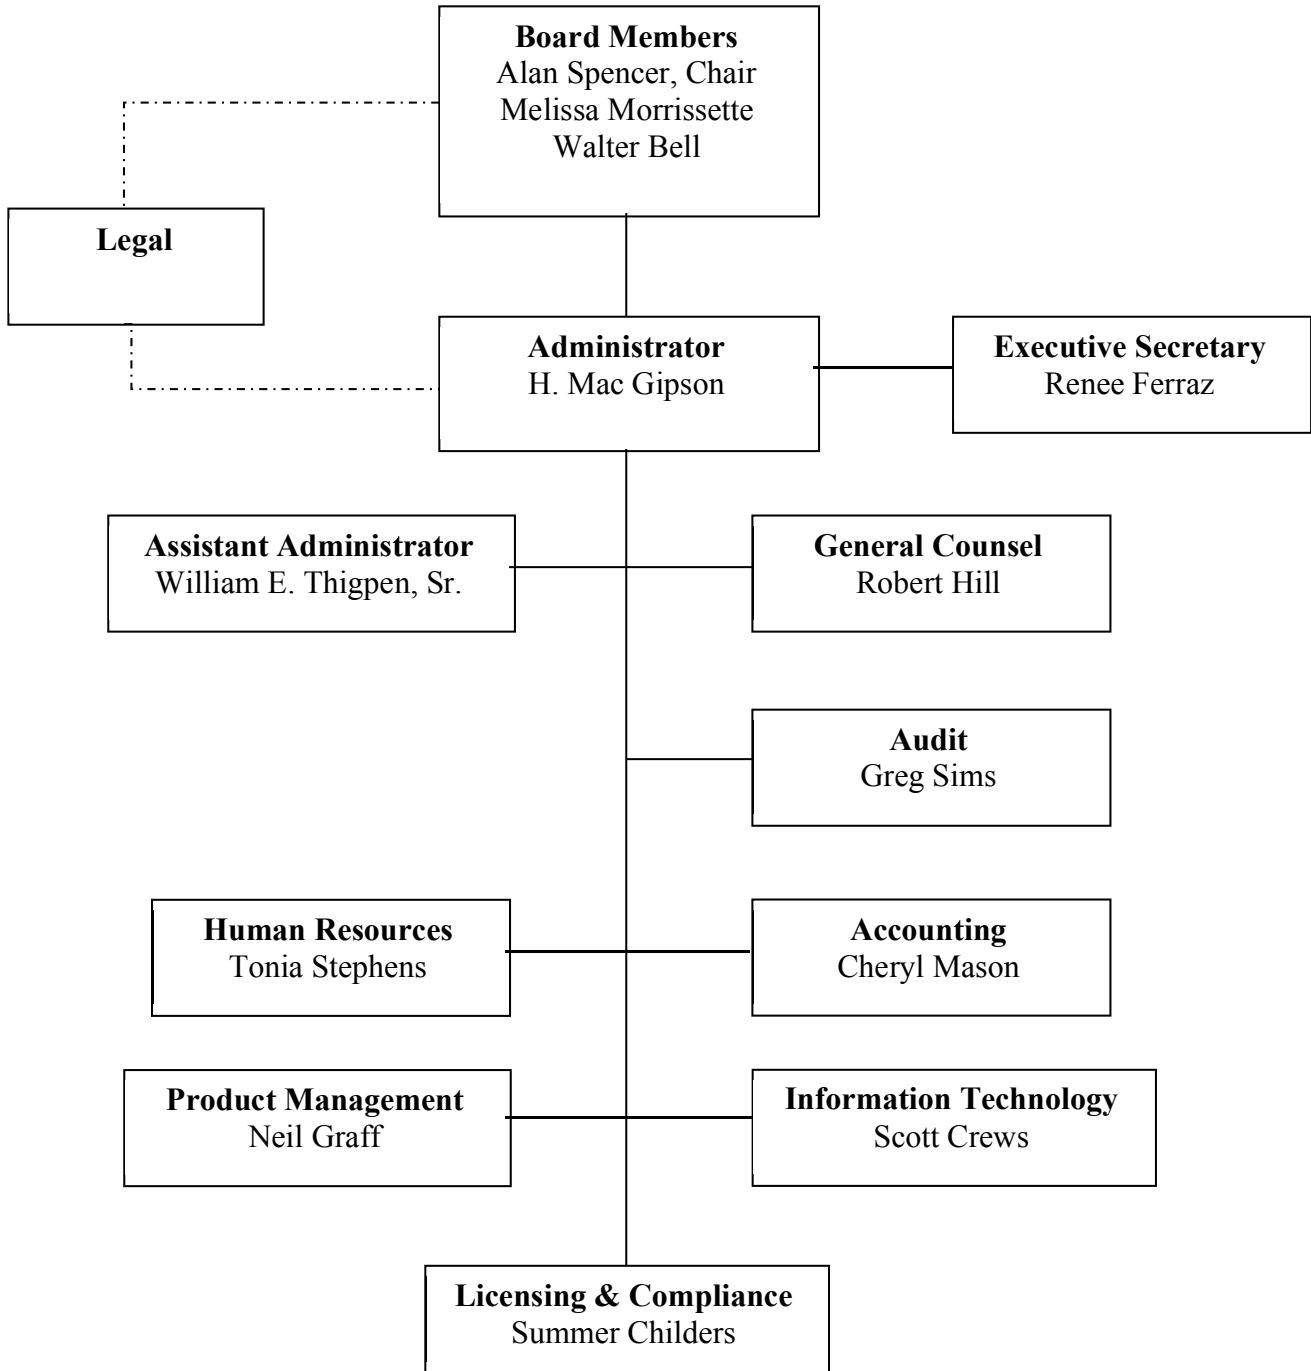 Board Members
Alan Spencer, Chair
Melissa Morrissette
Walter Bell
Legal
Administrator
H. Mac Gipson
Executive Secretary
Renee Ferraz
Assistant Administrator
William E. Thigpen, Sr.
General Counsel
Robert Hill
Audit
Greg Sims
Human Resources
Tonia Stephens
Accounting
Cheryl Mason
Product Management
Neil Graff
Information Technology
Scott Crews
Licensing & Compliance
Summer Childers